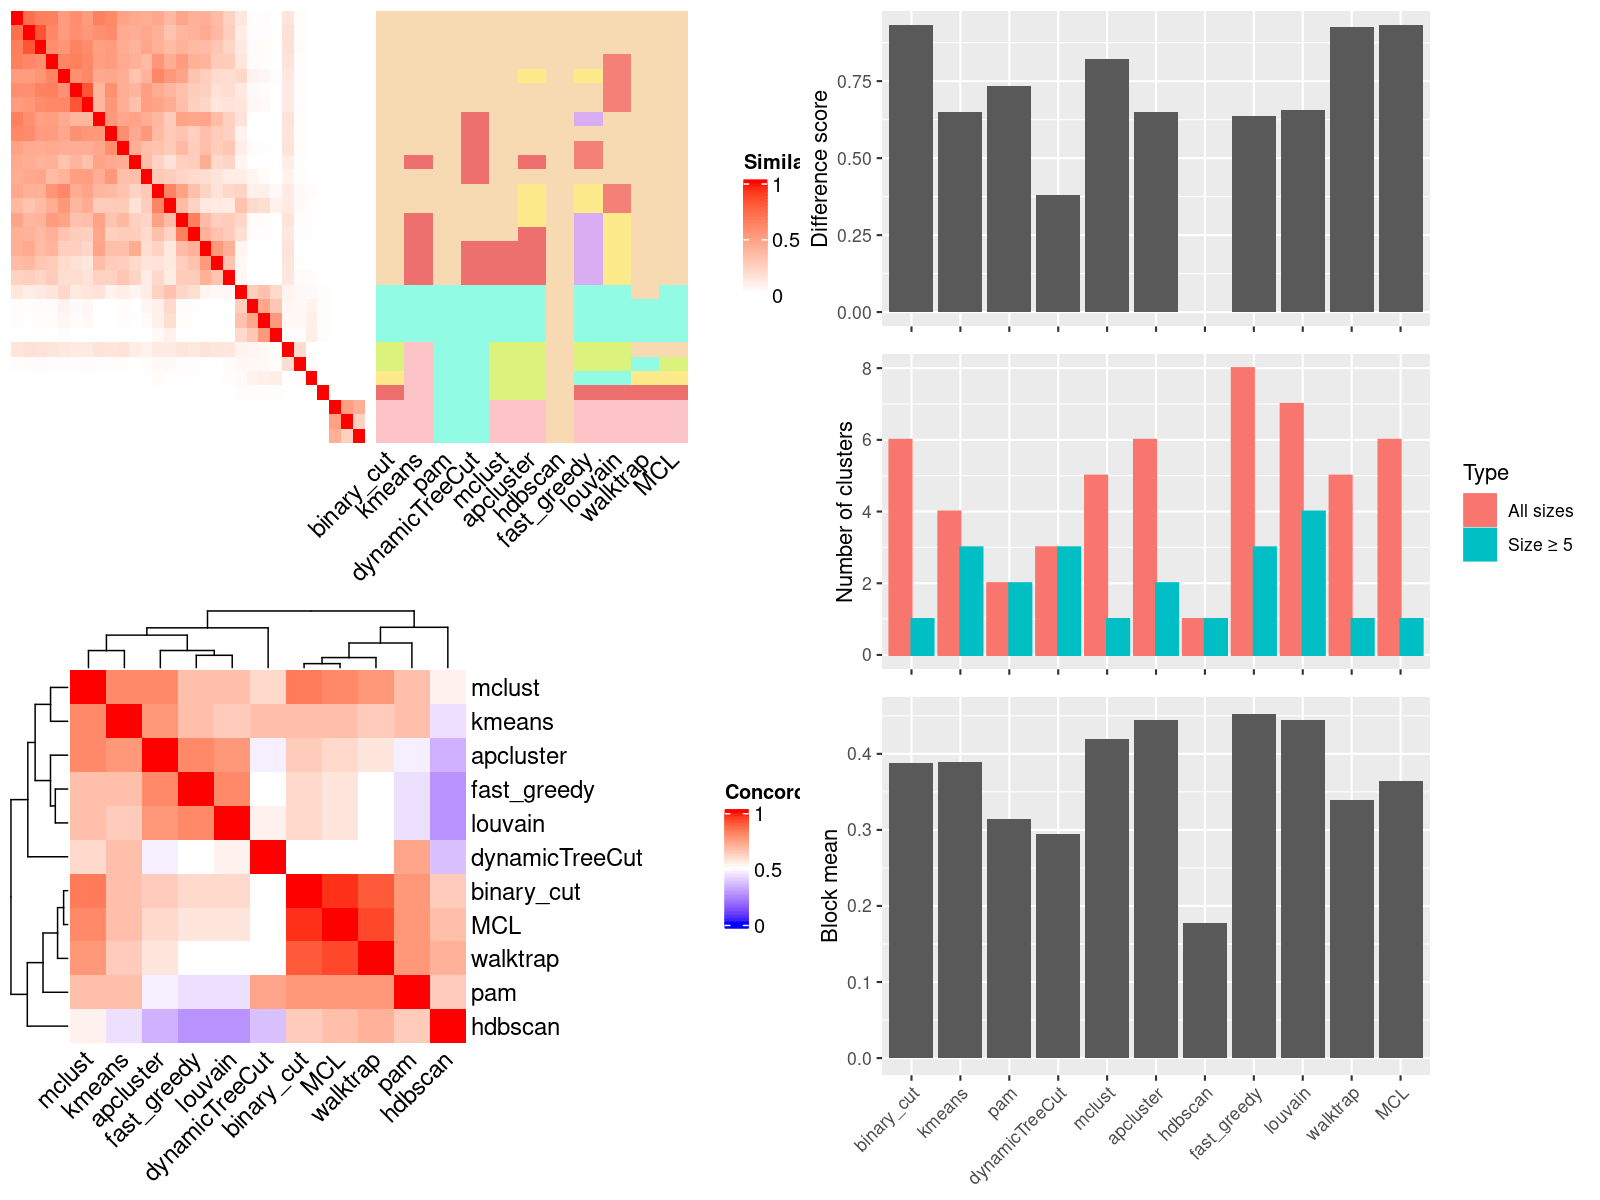 Simila
1
0.5
0
binary_cut
kmeans
pam
dynamicTreeCut
mclust
apcluster
hdbscan
fast_greedy
louvain
walktrap
MCL
mclust
kmeans
apcluster
fast_greedy
louvain
dynamicTreeCut
binary_cut
MCL
walktrap
pam
hdbscan
mclust
kmeans
apcluster
fast_greedy
louvain
dynamicTreeCut
binary_cut
MCL
walktrap
pam
hdbscan
Concord
1
0.5
0
Difference score
0.75
0.50
0.25
0.00
Number of clusters
8
6
4
2
0
Type
All sizes
Size ≥ 5
Block mean
0.4
0.3
0.2
0.1
0.0
binary_cut
kmeans
pam
dynamicTreeCut
mclust
apcluster
hdbscan
fast_greedy
louvain
walktrap
MCL